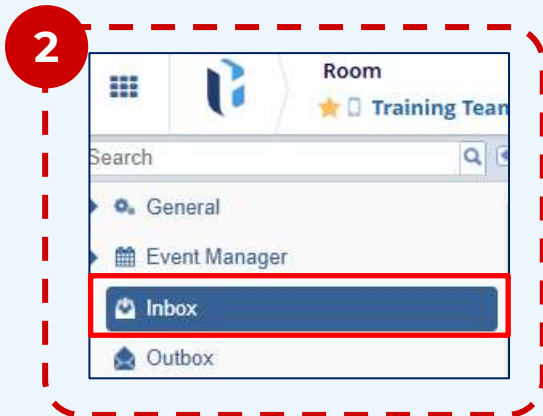 2
Room
Training Tean
Search
General
Event Manager
Inbox
Outbox